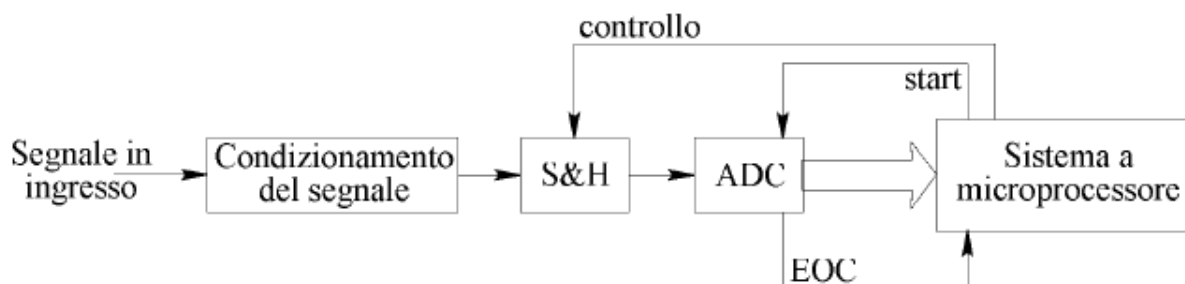 controllo
start
Segnale in
ingresso
Condizionamento
del segnale
S&H
ADC
Sistema a
microprocessore
EOC